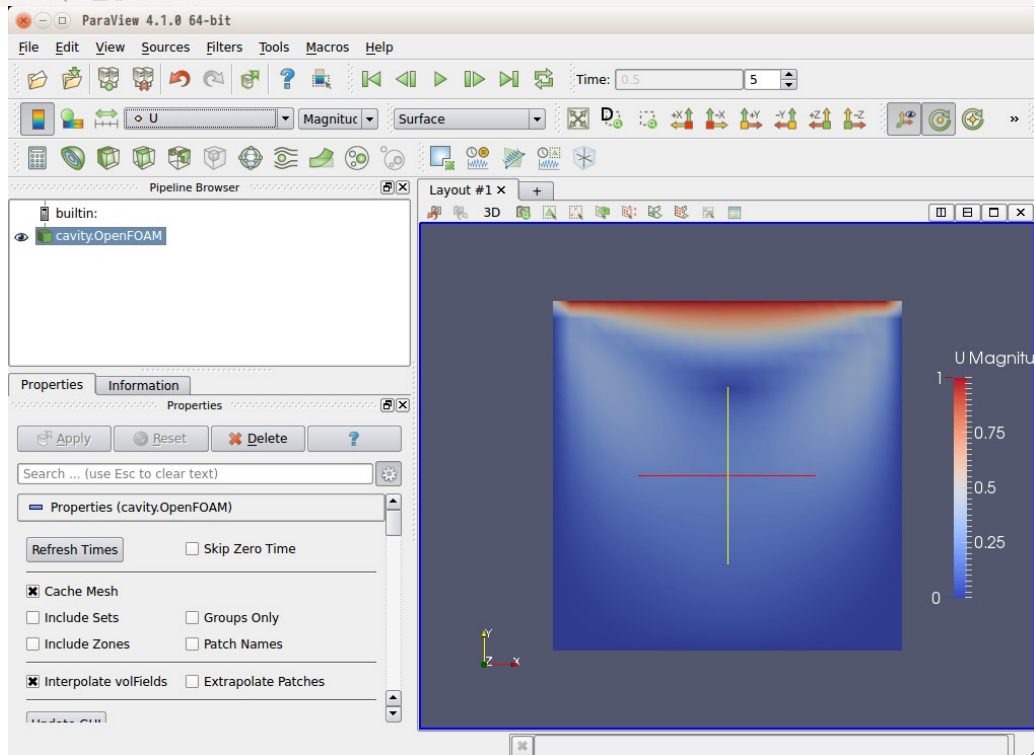 ParaView 4.1.0 64-bit
File Edit View Sources Filters Tools Macros Help
? Time: 0.5 5
U Magnituc Surface D +X -X +Y -Y +Z -Z »
Pipeline Browser
builtin:
cavity.OpenFOAM
Layout #1 × +
3D
Properties Information
Properties
Apply Reset Delete ?
Search ... (use Esc to clear text)
Properties (cavity.OpenFOAM)
Refresh Times Skip Zero Time
Cache Mesh
Include Sets Groups Only
Include Zones Patch Names
Interpolate volFields Extrapolate Patches
Update GUI
U Magnitu
1
0.75
0.5
0.25
0
Y
Z X